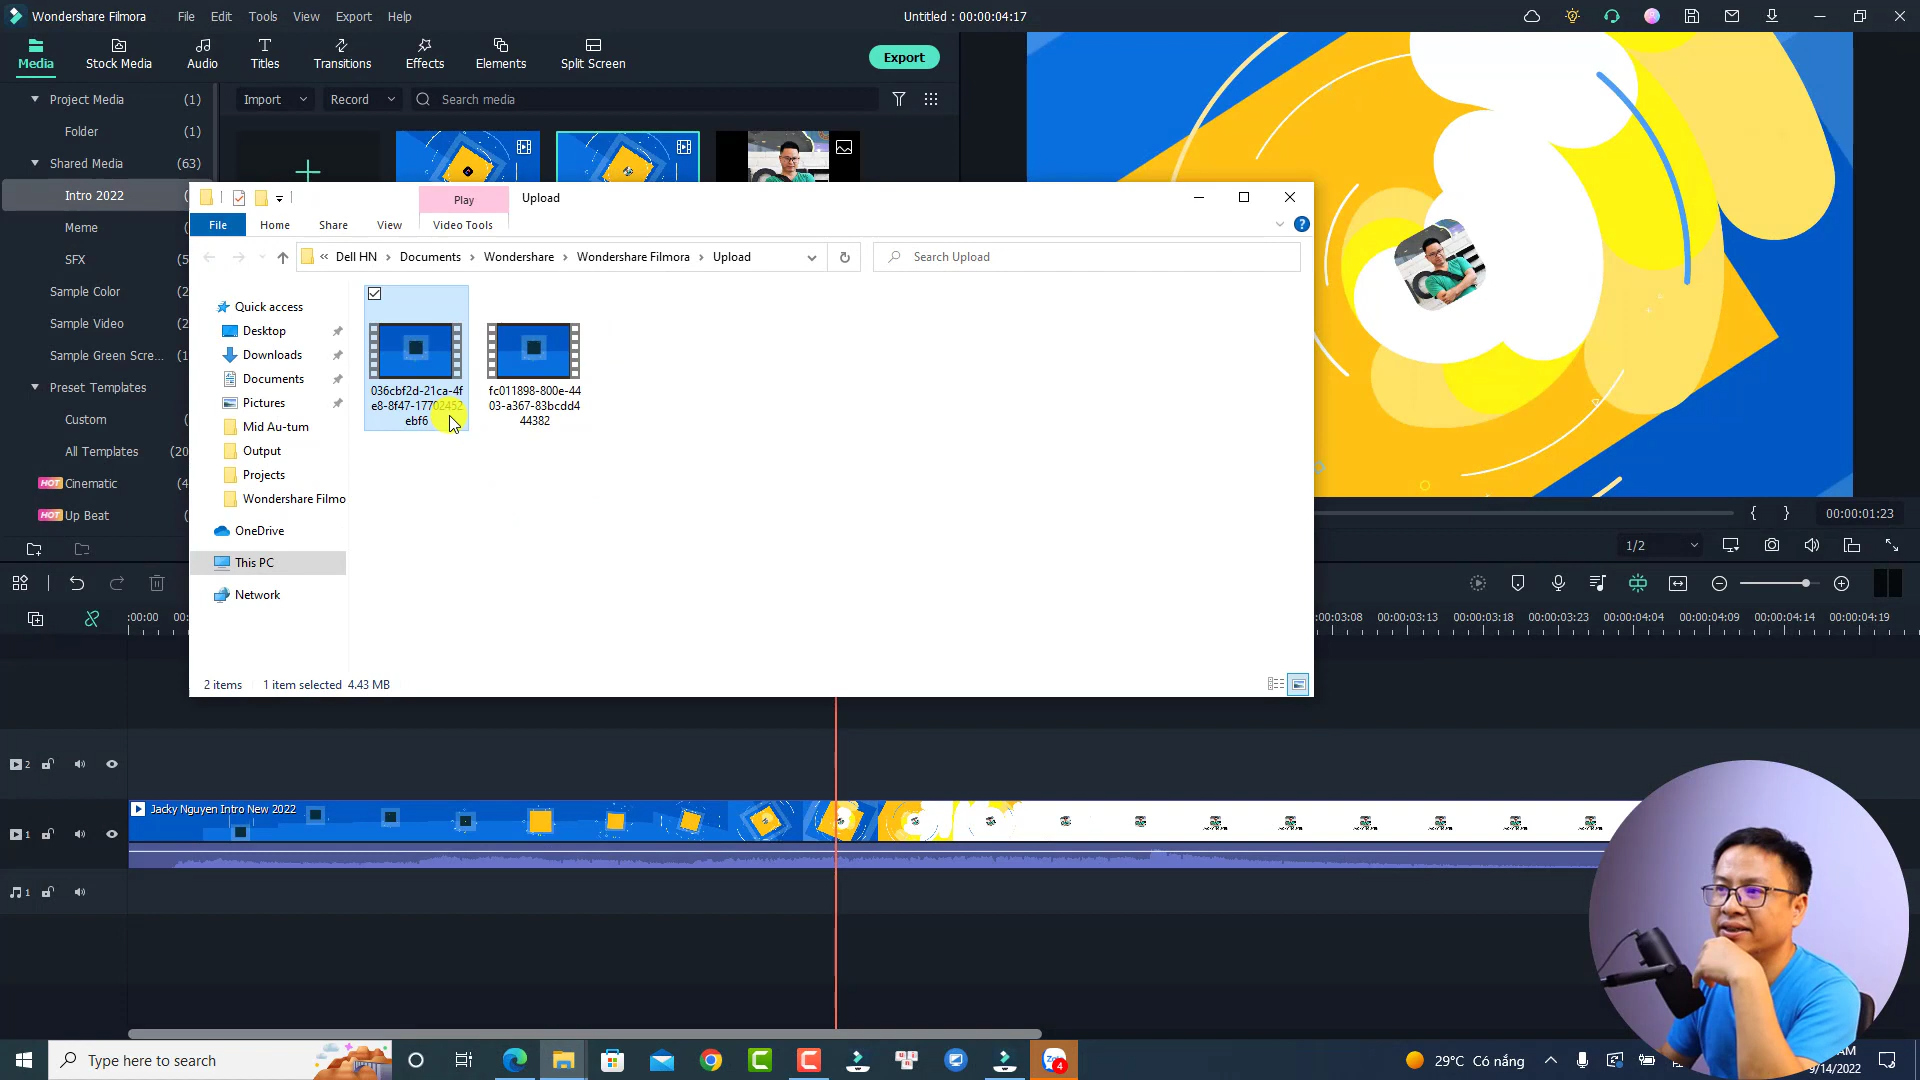 Wondershare Filmora File Edit Tools View Export Help Untitled : 00:00:04:17
Media Stock Media Audio Titles Transitions Effects Elements Split Screen Export
Project Media (1)
Folder (1)
Shared Media (63)
Intro 2022
Meme
SFX
Sample Color
Sample Video
Sample Green Scre...
Preset Templates
Custom
All Templates
HOT Cinematic
HOT Up Beat
Import Record Search media
Play Upload
File Home Share View Video Tools
« Dell HN > Documents > Wondershare > Wondershare Filmora > Upload
Search Upload
Quick access
Desktop
Downloads
Documents
Pictures
Mid Au-tum
Output
Projects
Wondershare Filmo
OneDrive
This PC
Network
036cbf2d-21ca-4f
e8-8f47-17702452
ebf6
fc011898-800e-44
03-a367-83bcdd4
44382
2 items 1 item selected 4.43 MB
{ } 00:00:01:23
1/2
:00:00 00: :00:03:08 00:00:03:13 00:00:03:18 00:00:03:23 00:00:04:04 00:00:04:09 00:00:04:14 00:00:04:19
2
1 Jacky Nguyen Intro New 2022
1
Type here to search
4
29°C Có nắng
AM
9/14/2022